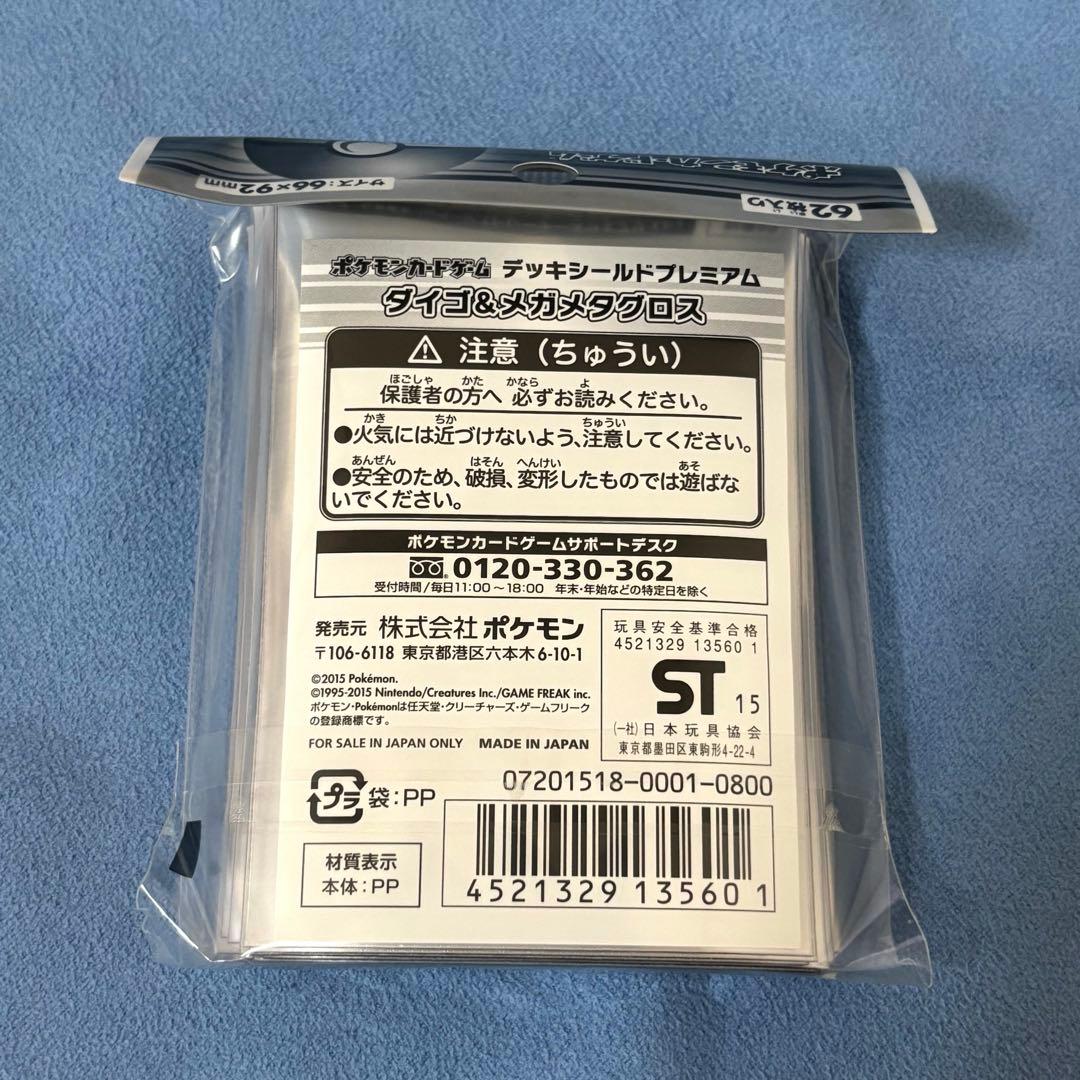 サイズ:66×92mm
62枚入り
ポケモンカードゲーム デッキシールドプレミアム
ダイゴ&メガメタグロス
⚠ 注意(ちゅうい)
保護者の方へ 必ずお読みください。
●火気には近づけないよう、注意してください。
●安全のため、破損、変形したものでは遊ばな
いでください。
ポケモンカードゲームサポートデスク
0120-330-362
受付時間/毎日11:00~18:00 年末・年始などの特定日を除く
発売元 株式会社 ポケモン
〒106-6118 東京都港区六本木6-10-1
©2015 Pokémon.
©1995-2015 Nintendo/Creatures Inc./GAME FREAK inc.
ポケモン・Pokémonは任天堂・クリーチャーズ・ゲームフリーク
の登録商標です。
FOR SALE IN JAPAN ONLY MADE IN JAPAN
玩具安全基準合格
4521329 13560 1
ST 15
(一社)日本玩具協会
東京都墨田区東駒形4-22-4
07201518-0001-0800
プラ 袋:PP
材質表示
本体:PP
4521329 135601